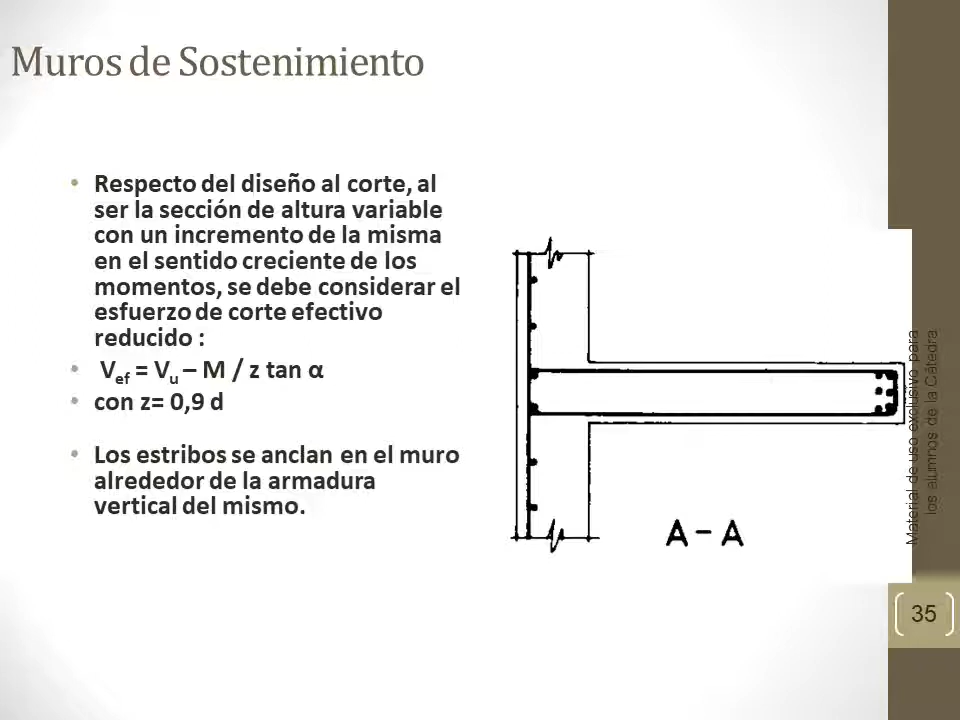 Muros de Sostenimiento
• Respecto del diseño al corte, al
ser la sección de altura variable
con un incremento de la misma
en el sentido creciente de los
momentos, se debe considerar el
esfuerzo de corte efectivo
reducido :
• Vef = Vu – M / z tan α
• con z= 0,9 d
• Los estribos se anclan en el muro
alrededor de la armadura
vertical del mismo.
A – A
Material de uso exclusivo para
los alumnos de la Cátedra
35